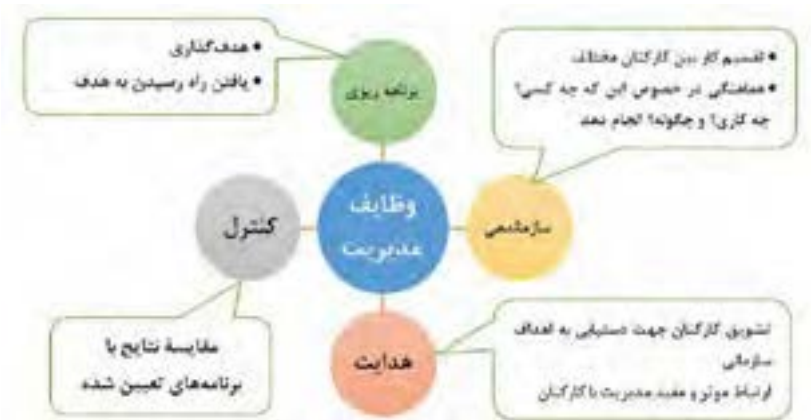 وظایف
مدیریت
برنامه ریزی
• هدف‌گذاری
• یافتن راه رسیدن به هدف
سازماندهی
• تقسیم کار بین کارکنان مختلف
• هماهنگی در خصوص این که چه کسی؟
چه کاری؟ و چگونه؟ انجام دهد
هدایت
تشویق کارکنان جهت دستیابی به اهداف
سازمانی
ارتباط موثر و مفید مدیریت با کارکنان
کنترل
مقایسهٔ نتایج با
برنامه‌های تعیین شده